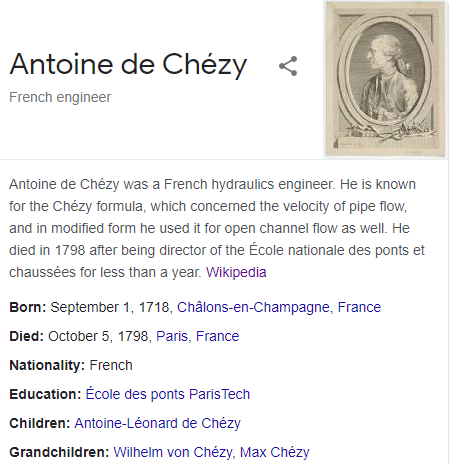 Antoine de Chézy
French engineer
Antoine de Chézy was a French hydraulics engineer. He is known
for the Chézy formula, which concerned the velocity of pipe flow,
and in modified form he used it for open channel flow as well. He
died in 1798 after being director of the École nationale des ponts et
chaussées for less than a year. Wikipedia
Born: September 1, 1718, Châlons-en-Champagne, France
Died: October 5, 1798, Paris, France
Nationality: French
Education: École des ponts ParisTech
Children: Antoine-Léonard de Chézy
Grandchildren: Wilhelm von Chézy, Max Chézy